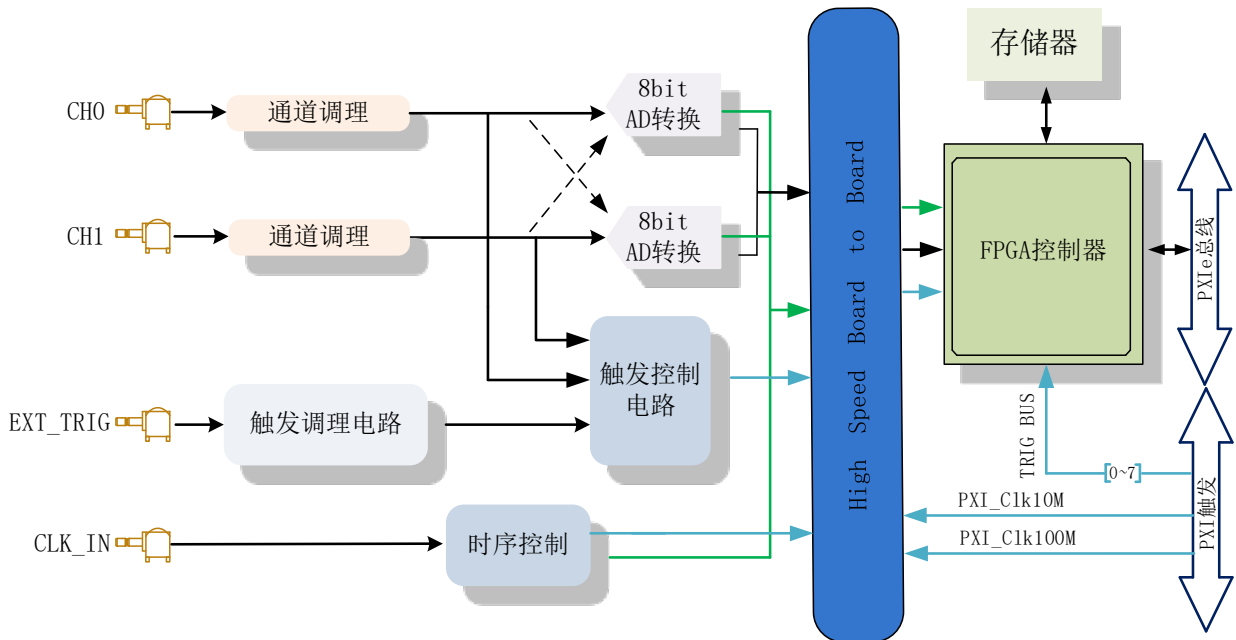 存储器
CH0
通道调理
8bit
AD转换
CH1
通道调理
8bit
AD转换
High Speed Board to Board
FPGA控制器
PXIe总线
EXT_TRIG
触发调理电路
触发控制
电路
TRIG BUS
[0~7]
PXI_Clk10M
PXI_Clk100M
PXI触发
CLK_IN
时序控制